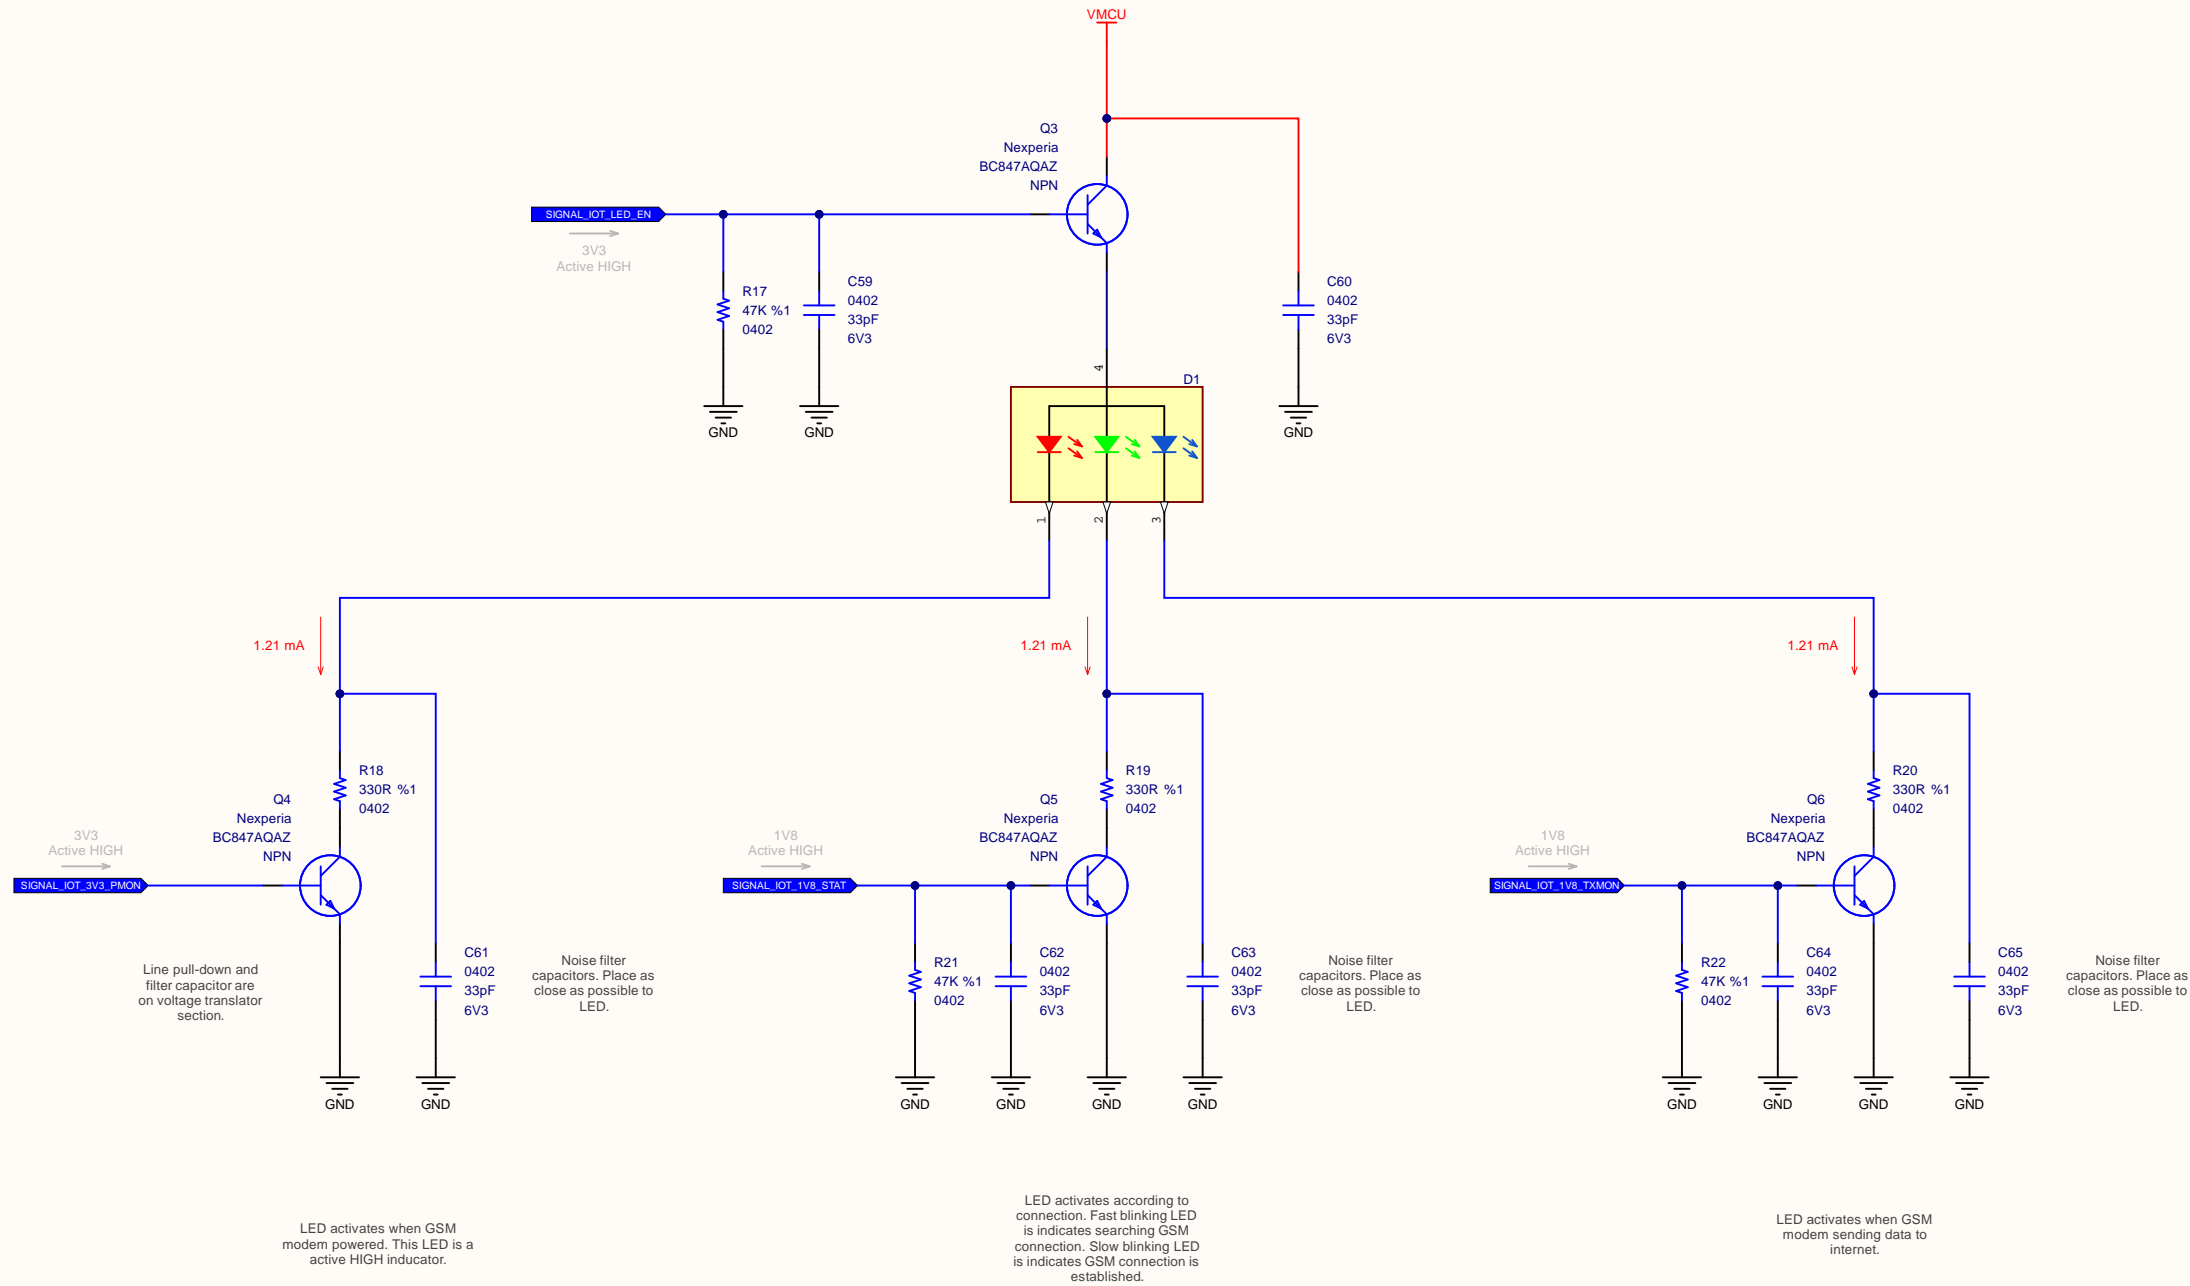 VMCU
Q3
Nexperia
BC847AQAZ
NPN
SIGNAL_IOT_LED_EN
3V3
Active HIGH
R17
47K %1
0402
C59
0402
33pF
6V3
C60
0402
33pF
6V3
GND
GND
GND
4
D1
1
2
3
1.21 mA
1.21 mA
1.21 mA
R18
330R %1
0402
Q4
Nexperia
BC847AQAZ
NPN
3V3
Active HIGH
SIGNAL_IOT_3V3_PMON
Line pull-down and
filter capacitor are
on voltage translator
section.
C61
0402
33pF
6V3
Noise filter
capacitors. Place as
close as possible to
LED.
GND
GND
R19
330R %1
0402
Q5
Nexperia
BC847AQAZ
NPN
1V8
Active HIGH
SIGNAL_IOT_1V8_STAT
R21
47K %1
0402
C62
0402
33pF
6V3
C63
0402
33pF
6V3
Noise filter
capacitors. Place as
close as possible to
LED.
GND
GND
GND
GND
R20
330R %1
0402
Q6
Nexperia
BC847AQAZ
NPN
1V8
Active HIGH
SIGNAL_IOT_1V8_TXMON
R22
47K %1
0402
C64
0402
33pF
6V3
C65
0402
33pF
6V3
Noise filter
capacitors. Place as
close as possible to
LED.
GND
GND
GND
GND
LED activates when GSM
modem powered. This LED is a
active HIGH inducator.
LED activates according to
connection. Fast blinking LED
is indicates searching GSM
connection. Slow blinking LED
is indicates GSM connection is
established.
LED activates when GSM
modem sending data to
internet.